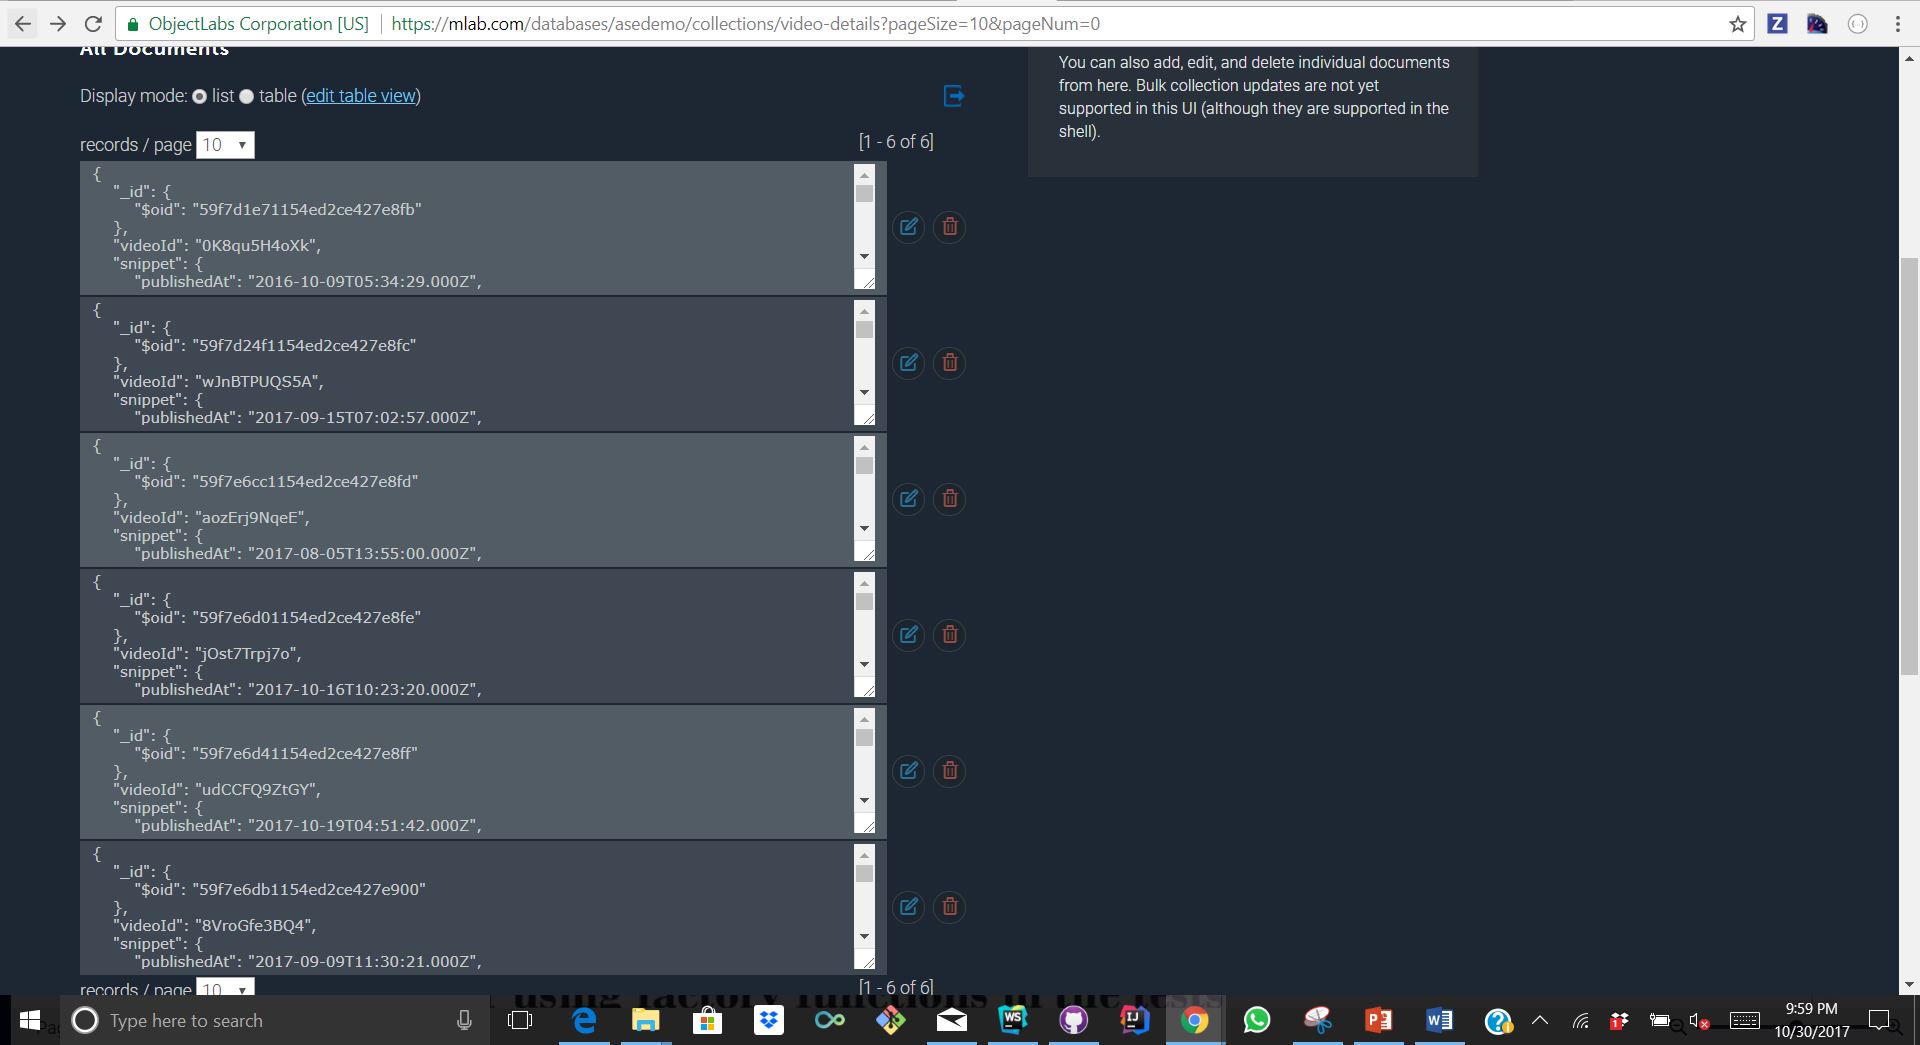 ObjectLabs Corporation [US] https://mlab.com/databases/asedemo/collections/video-details?pageSize=10&pageNum=0
All Documents
Display mode: list table (edit table view)
records / page 10
[1 - 6 of 6]
{
"_id": {
"$oid": "59f7d1e71154ed2ce427e8fb"
},
"videoId": "0K8qu5H4oXk",
"snippet": {
"publishedAt": "2016-10-09T05:34:29.000Z",
{
"_id": {
"$oid": "59f7d24f1154ed2ce427e8fc"
},
"videoId": "wJnBTPUQS5A",
"snippet": {
"publishedAt": "2017-09-15T07:02:57.000Z",
{
"_id": {
"$oid": "59f7e6cc1154ed2ce427e8fd"
},
"videoId": "aozErj9NqeE",
"snippet": {
"publishedAt": "2017-08-05T13:55:00.000Z",
{
"_id": {
"$oid": "59f7e6d01154ed2ce427e8fe"
},
"videoId": "jOst7Trpj7o",
"snippet": {
"publishedAt": "2017-10-16T10:23:20.000Z",
{
"_id": {
"$oid": "59f7e6d41154ed2ce427e8ff"
},
"videoId": "udCCFQ9ZtGY",
"snippet": {
"publishedAt": "2017-10-19T04:51:42.000Z",
{
"_id": {
"$oid": "59f7e6db1154ed2ce427e900"
},
"videoId": "8VroGfe3BQ4",
"snippet": {
"publishedAt": "2017-09-09T11:30:21.000Z",
records / page 10
[1 - 6 of 6]
You can also add, edit, and delete individual documents
from here. Bulk collection updates are not yet
supported in this UI (although they are supported in the
shell).
using factory functions in the tests
Type here to search
9:59 PM
10/30/2017